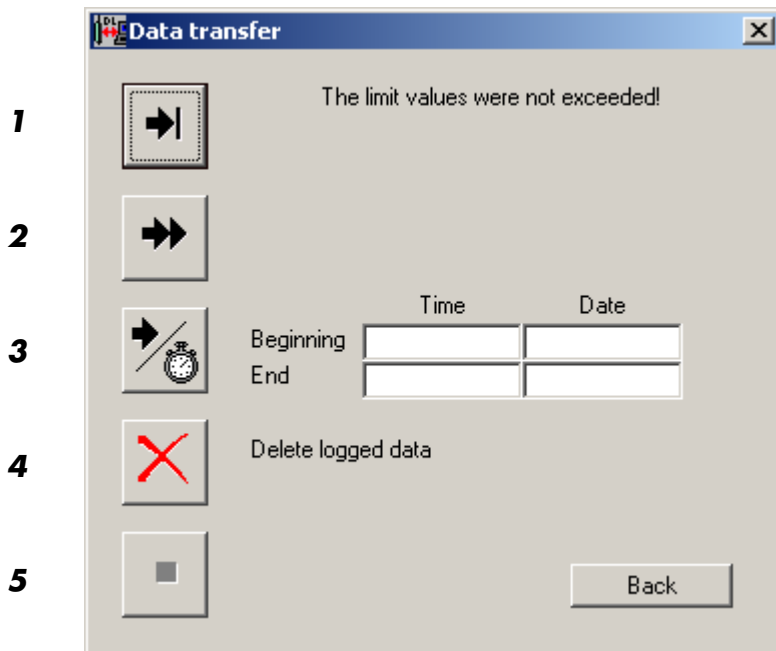 Data transfer
1
The limit values were not exceeded!
2
Time Date
3
Beginning
End
4
Delete logged data
5
Back